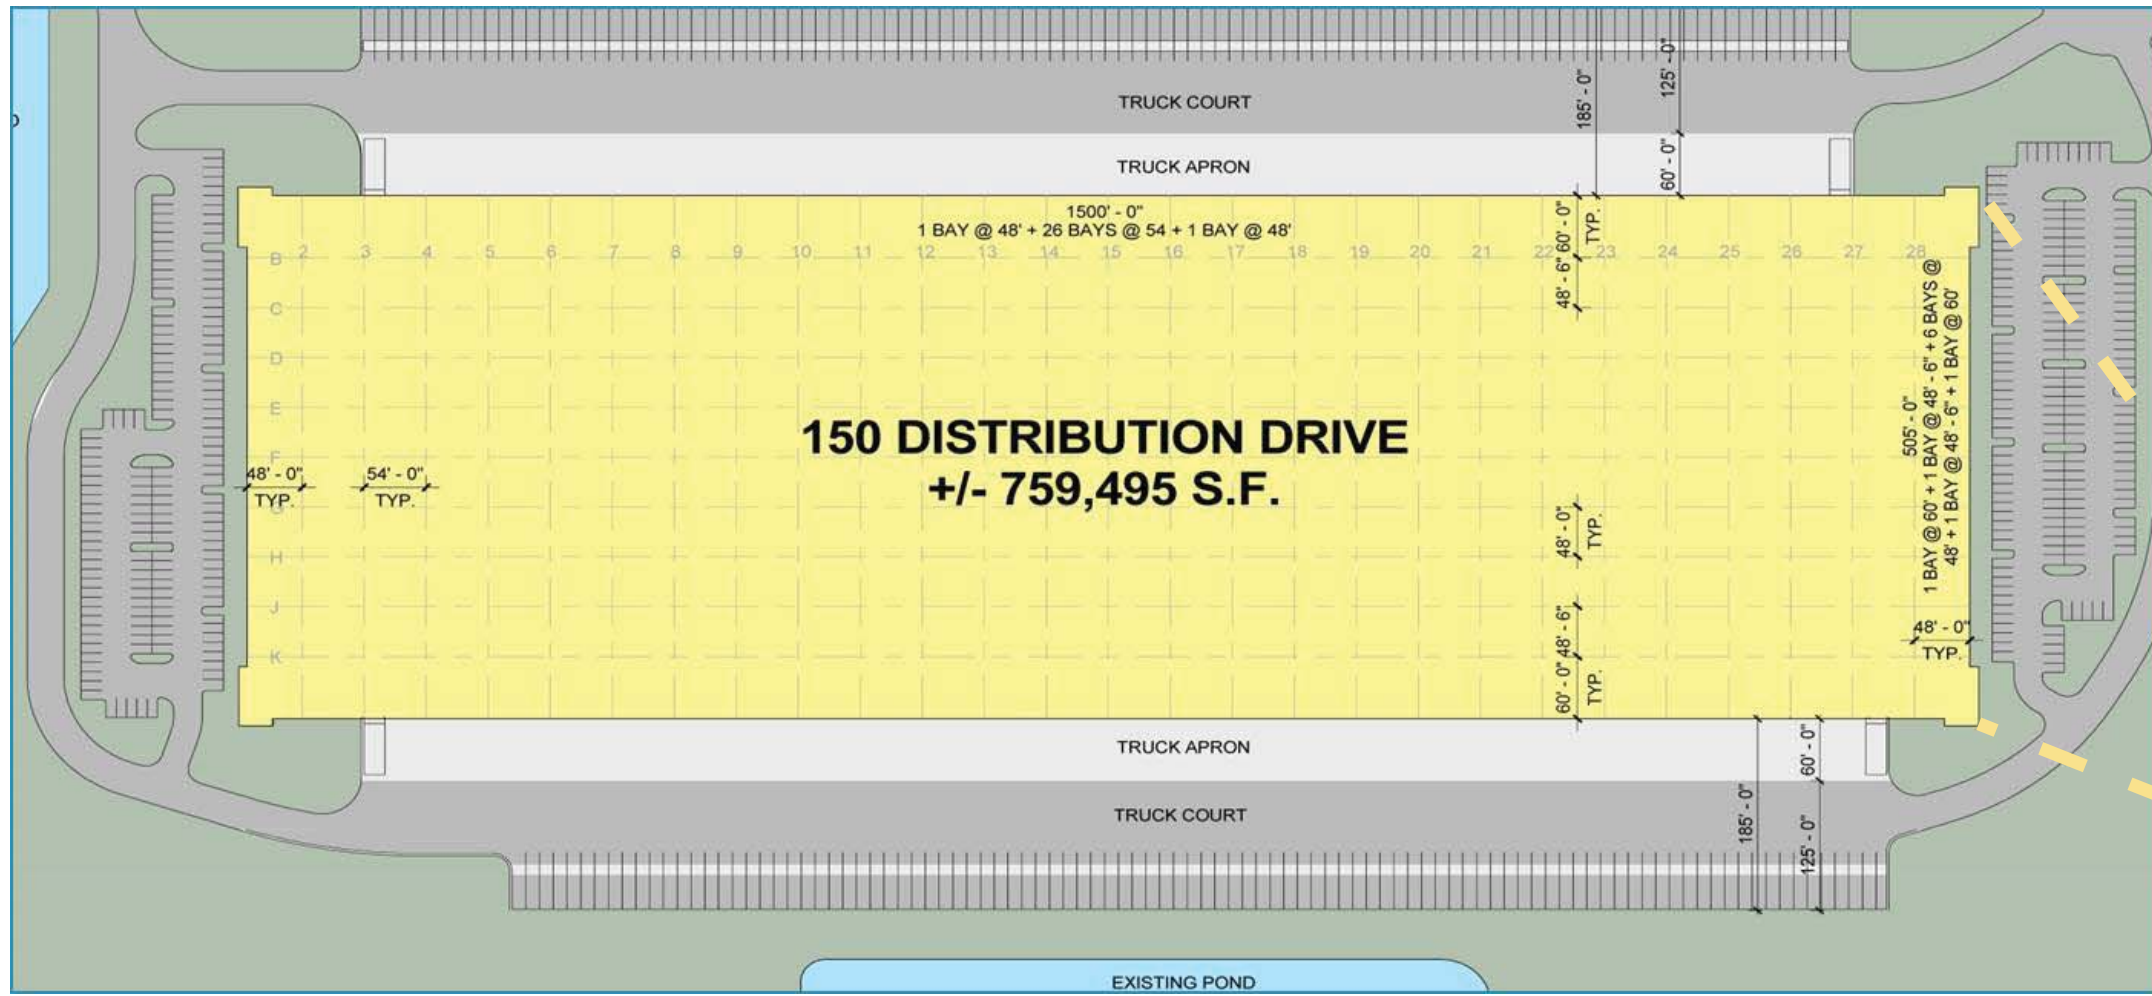 TRUCK COURT
185' - 0"
125' - 0"
TRUCK APRON
60' - 0"
1500' - 0"
1 BAY @ 48' + 26 BAYS @ 54 + 1 BAY @ 48'
60' - 0"
TYP.
2 3 4 5 6 7 8 9 10 11 12 13 14 15 16 17 18 19 20 21 22 23 24 25 26 27 28
B
48' - 6"
C
D
E
505' - 0"
1 BAY @ 60' + 1 BAY @ 48' - 6" + 6 BAYS @
48' + 1 BAY @ 48' - 6" + 1 BAY @ 60'
150 DISTRIBUTION DRIVE
+/- 759,495 S.F.
F
48' - 0"
TYP.
54' - 0"
TYP.
G
48' - 0"
TYP.
H
J
48' - 6"
48' - 0"
TYP.
K
60' - 0"
TYP.
TRUCK APRON
60' - 0"
TRUCK COURT
185' - 0"
125' - 0"
EXISTING POND